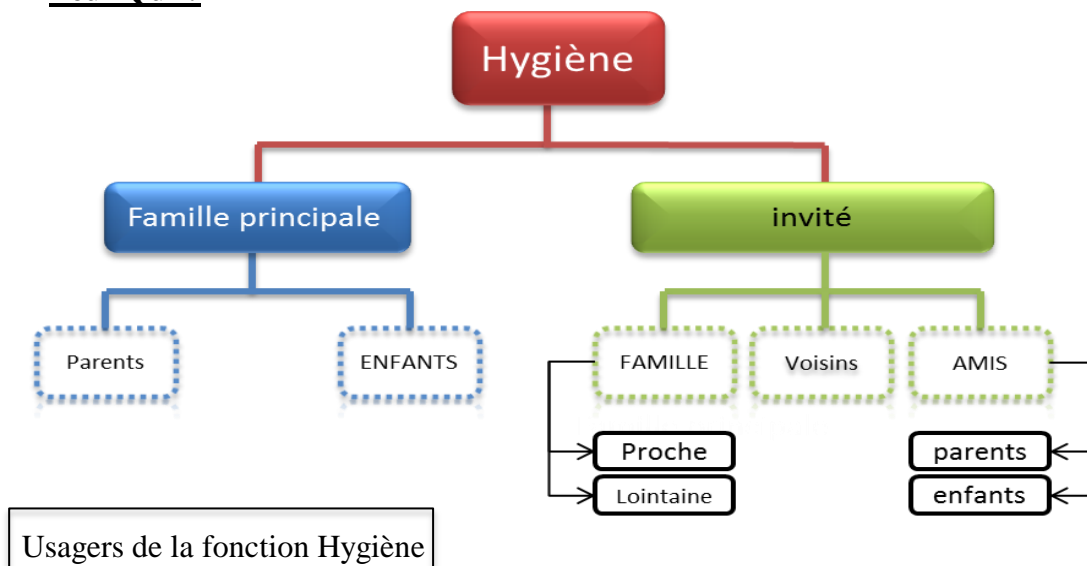 Hygiène
Famille principale
invité
Parents
ENFANTS
FAMILLE
Voisins
AMIS
Proche
parents
Lointaine
enfants
Usagers de la fonction Hygiène